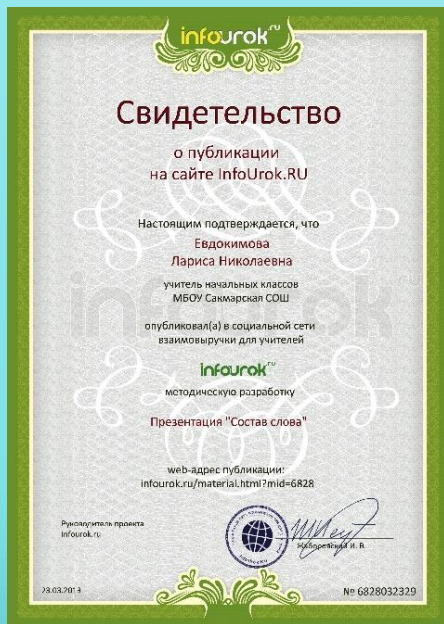 infourok.ru
Свидетельство
о публикации
на сайте InfoUrok.RU
Настоящим подтверждается, что
Евдокимова
Лариса Николаевна
учитель начальных классов
МБОУ Сакмарская СОШ
опубликовал(а) в социальной сети
взаимовыручки для учителей
infourok™
методическую разработку
Презентация "Состав слова"
web-адрес публикации:
infourok.ru/material.html?mid=6828
Руководитель проекта
Infourok.ru
И. В.
№ 6828032329